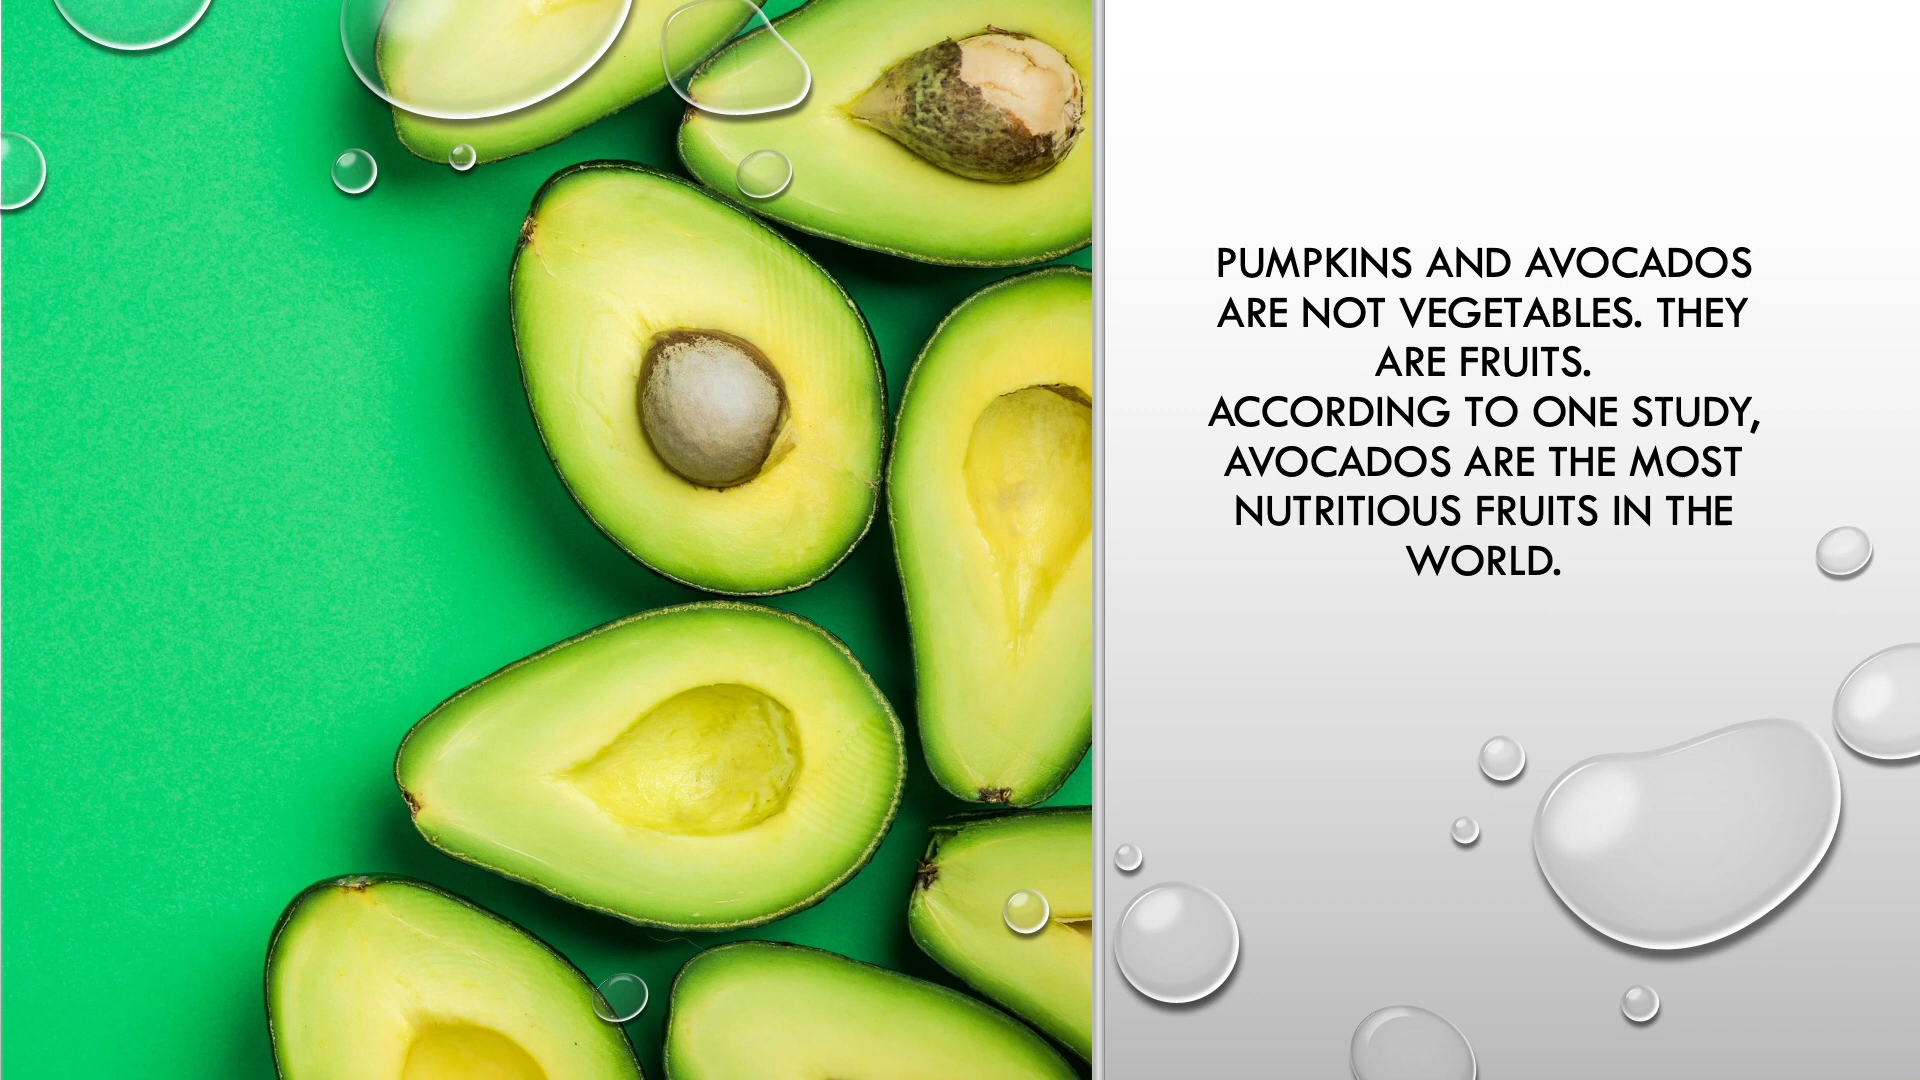 PUMPKINS AND AVOCADOS
ARE NOT VEGETABLES. THEY
ARE FRUITS.
ACCORDING TO ONE STUDY,
AVOCADOS ARE THE MOST
NUTRITIOUS FRUITS IN THE
WORLD.